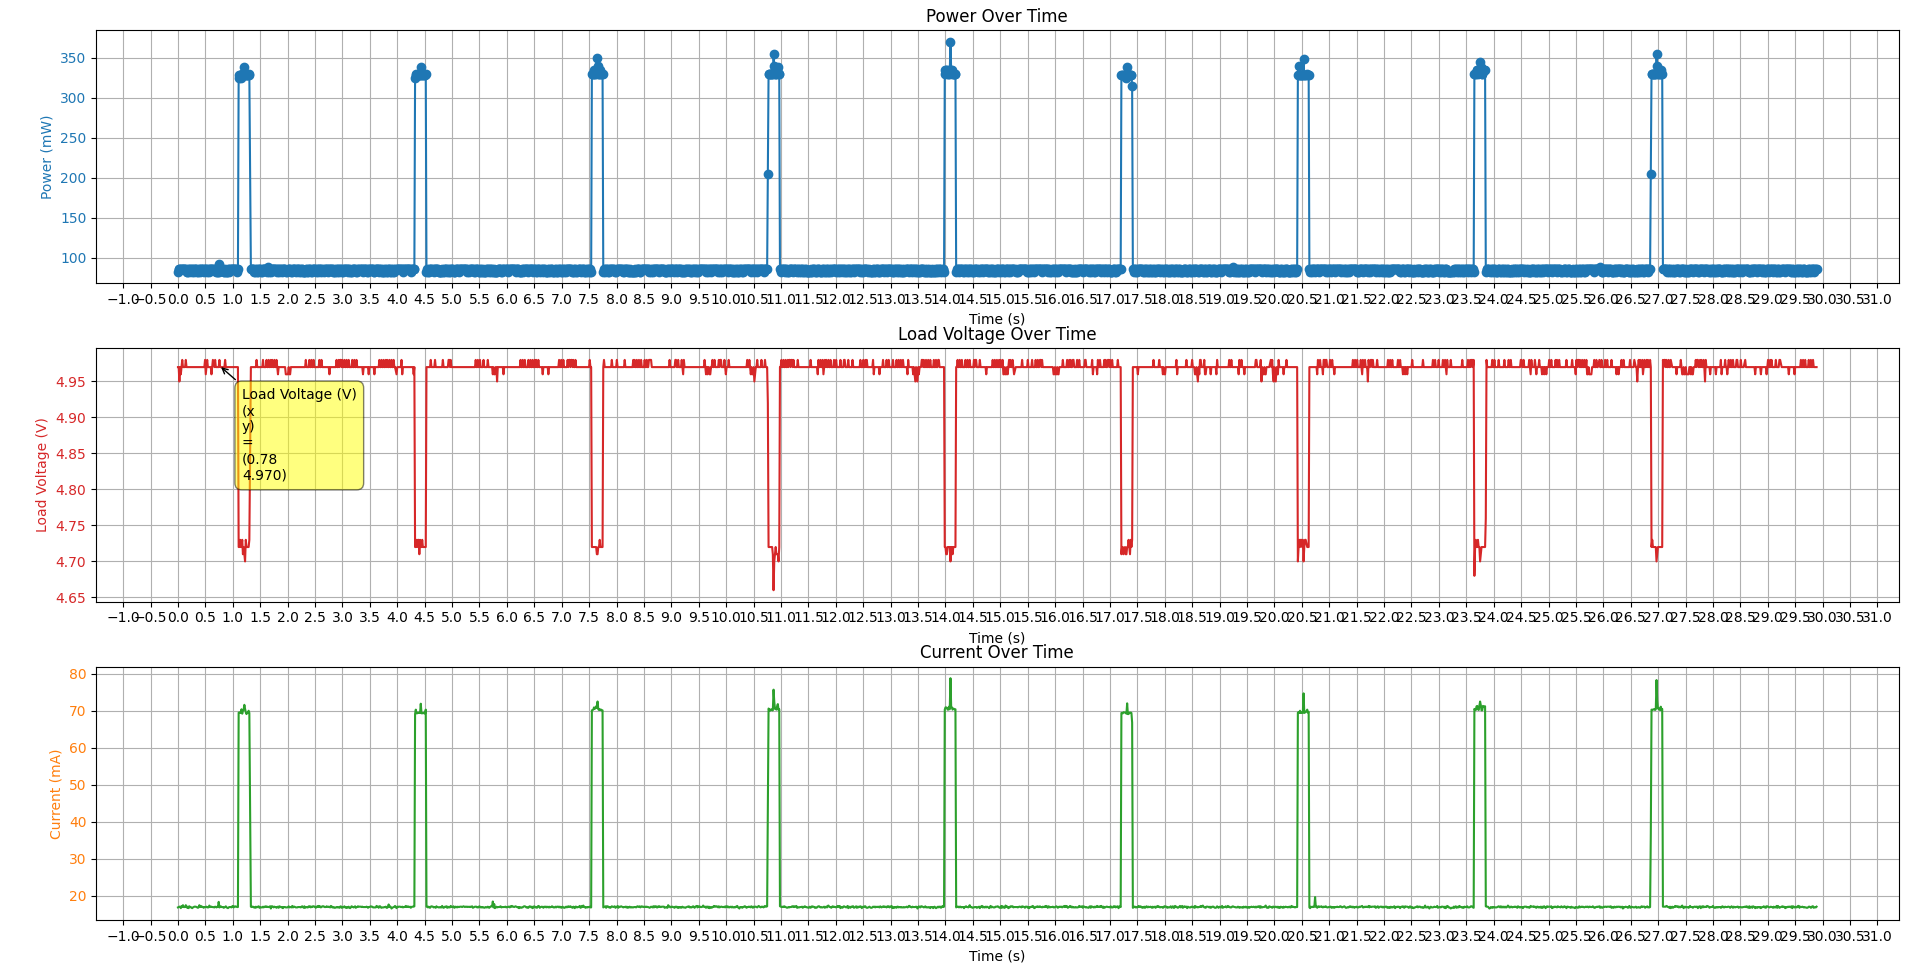 Power Over Time
Power (mW)
350
300
250
200
150
100
−1.0 −0.5 0.0 0.5 1.0 1.5 2.0 2.5 3.0 3.5 4.0 4.5 5.0 5.5 6.0 6.5 7.0 7.5 8.0 8.5 9.0 9.5 10.0 10.5 11.0 11.5 12.0 12.5 13.0 13.5 14.0 14.5 15.0 15.5 16.0 16.5 17.0 17.5 18.0 18.5 19.0 19.5 20.0 20.5 21.0 21.5 22.0 22.5 23.0 23.5 24.0 24.5 25.0 25.5 26.0 26.5 27.0 27.5 28.0 28.5 29.0 29.5 30.0 30.5 31.0
Time (s)
Load Voltage Over Time
Load Voltage (V)
4.95
4.90
4.85
4.80
4.75
4.70
4.65
Load Voltage (V)
(x
y)
=
(0.78
4.970)
−1.0 −0.5 0.0 0.5 1.0 1.5 2.0 2.5 3.0 3.5 4.0 4.5 5.0 5.5 6.0 6.5 7.0 7.5 8.0 8.5 9.0 9.5 10.0 10.5 11.0 11.5 12.0 12.5 13.0 13.5 14.0 14.5 15.0 15.5 16.0 16.5 17.0 17.5 18.0 18.5 19.0 19.5 20.0 20.5 21.0 21.5 22.0 22.5 23.0 23.5 24.0 24.5 25.0 25.5 26.0 26.5 27.0 27.5 28.0 28.5 29.0 29.5 30.0 30.5 31.0
Time (s)
Current Over Time
Current (mA)
80
70
60
50
40
30
20
−1.0 −0.5 0.0 0.5 1.0 1.5 2.0 2.5 3.0 3.5 4.0 4.5 5.0 5.5 6.0 6.5 7.0 7.5 8.0 8.5 9.0 9.5 10.0 10.5 11.0 11.5 12.0 12.5 13.0 13.5 14.0 14.5 15.0 15.5 16.0 16.5 17.0 17.5 18.0 18.5 19.0 19.5 20.0 20.5 21.0 21.5 22.0 22.5 23.0 23.5 24.0 24.5 25.0 25.5 26.0 26.5 27.0 27.5 28.0 28.5 29.0 29.5 30.0 30.5 31.0
Time (s)